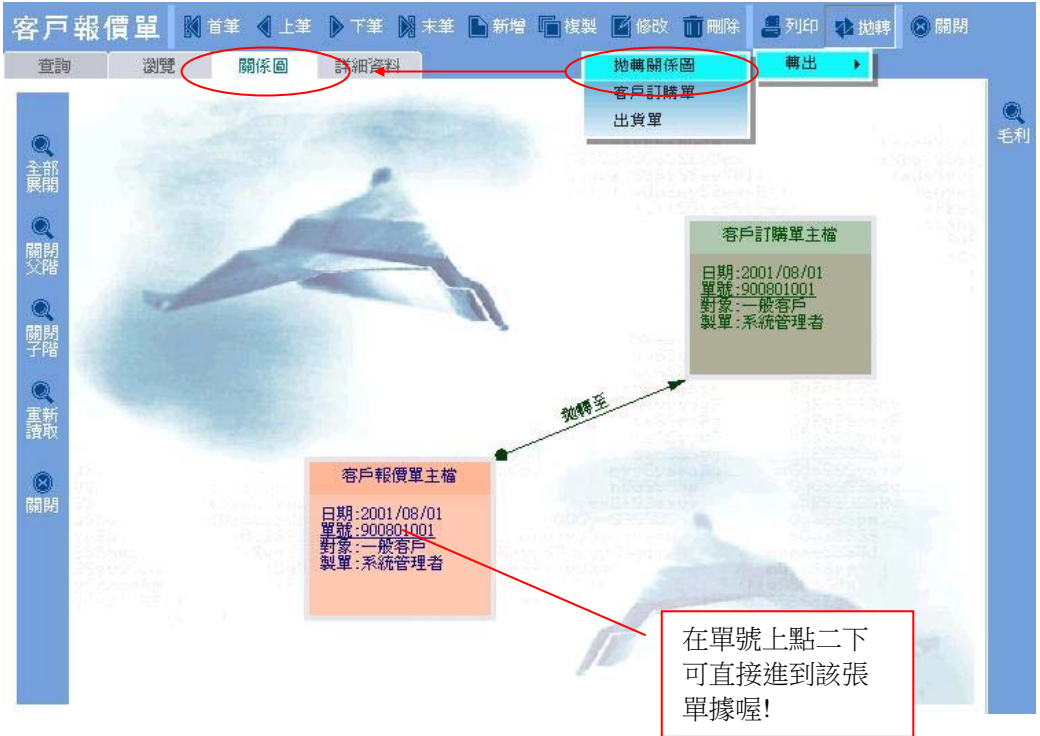 客戶報價單 首筆 上筆 下筆 末筆 新增 複製 修改 刪除 列印 拋轉 關閉
查詢 瀏覽 關係圖 詳細資料
拋轉關係圖
客戶訂購單
出貨單
轉出
毛利
全部
展開
關閉
父階
關閉
子階
重新
讀取
關閉
客戶訂購單主檔
日期:2001/08/01
單號:900801001
對象:一般客戶
製單:系統管理者
拋轉至
客戶報價單主檔
日期:2001/08/01
單號:900801001
對象:一般客戶
製單:系統管理者
在單號上點二下
可直接進到該張
單據喔!